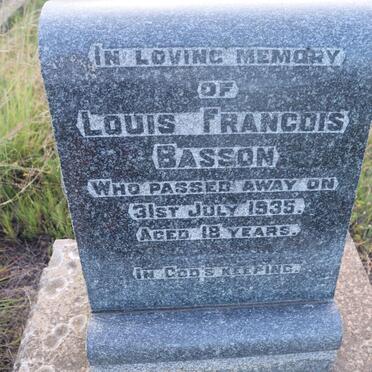 IN LOVING MEMORY
OF
LOUIS FRANCOIS
BASSON
WHO PASSED AWAY ON
31ST JULY 1935.
AGED 18 YEARS.
IN GOD'S KEEPING.